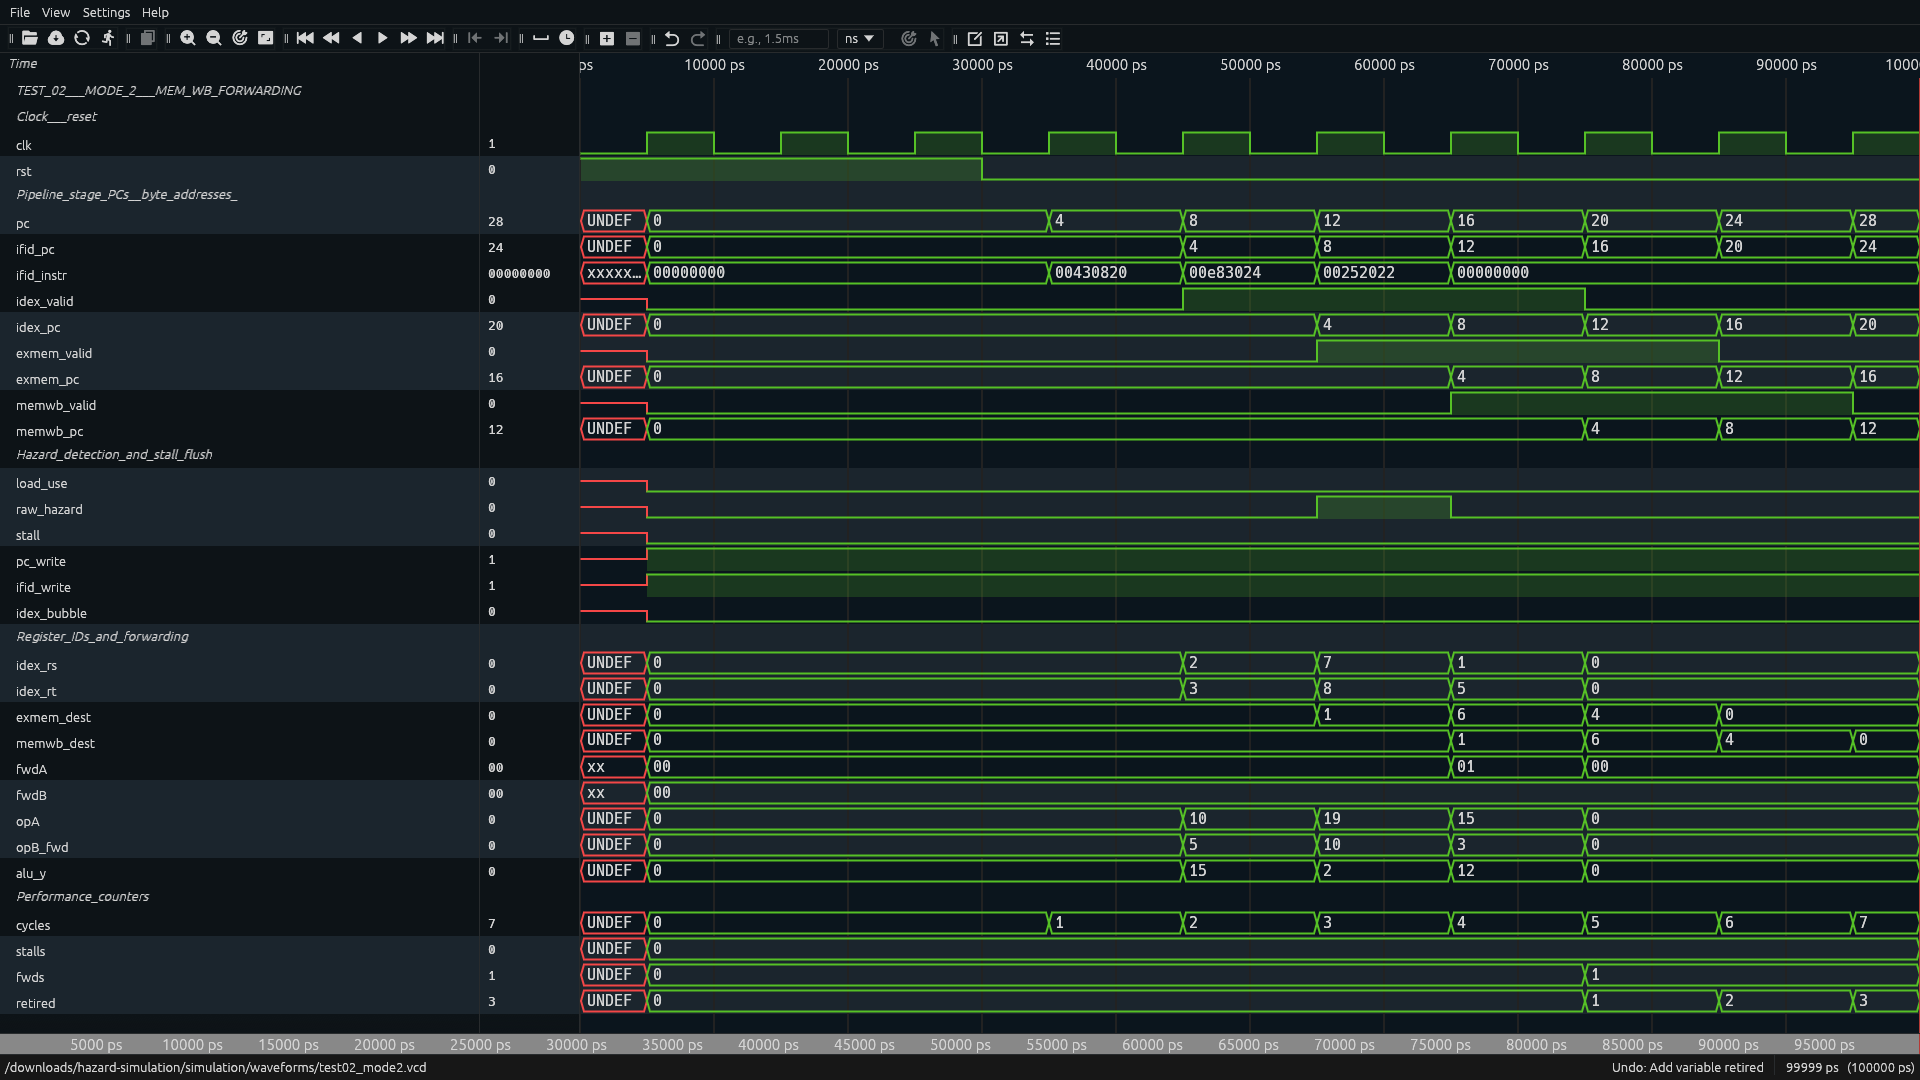 File View Settings Help
e.g., 1.5ms ns
Time ps 10000 ps 20000 ps 30000 ps 40000 ps 50000 ps 60000 ps 70000 ps 80000 ps 90000 ps 1000
TEST_02___MODE_2___MEM_WB_FORWARDING
Clock___reset
clk 1
rst 0
Pipeline_stage_PCs__byte_addresses_
pc 28 UNDEF 0 4 8 12 16 20 24 28
ifid_pc 24 UNDEF 0 4 8 12 16 20 24
ifid_instr 00000000 xxxxx… 00000000 00430820 00e83024 00252022 00000000
idex_valid 0
idex_pc 20 UNDEF 0 4 8 12 16 20
exmem_valid 0
exmem_pc 16 UNDEF 0 4 8 12 16
memwb_valid 0
memwb_pc 12 UNDEF 0 4 8 12
Hazard_detection_and_stall_flush
load_use 0
raw_hazard 0
stall 0
pc_write 1
ifid_write 1
idex_bubble 0
Register_IDs_and_forwarding
idex_rs 0 UNDEF 0 2 7 1 0
idex_rt 0 UNDEF 0 3 8 5 0
exmem_dest 0 UNDEF 0 1 6 4 0
memwb_dest 0 UNDEF 0 1 6 4 0
fwdA 00 xx 00 01 00
fwdB 00 xx 00
opA 0 UNDEF 0 10 19 15 0
opB_fwd 0 UNDEF 0 5 10 3 0
alu_y 0 UNDEF 0 15 2 12 0
Performance_counters
cycles 7 UNDEF 0 1 2 3 4 5 6 7
stalls 0 UNDEF 0
fwds 1 UNDEF 0 1
retired 3 UNDEF 0 1 2 3
5000 ps 10000 ps 15000 ps 20000 ps 25000 ps 30000 ps 35000 ps 40000 ps 45000 ps 50000 ps 55000 ps 60000 ps 65000 ps 70000 ps 75000 ps 80000 ps 85000 ps 90000 ps 95000 ps
/downloads/hazard-simulation/simulation/waveforms/test02_mode2.vcd Undo: Add variable retired 99999 ps (100000 ps)